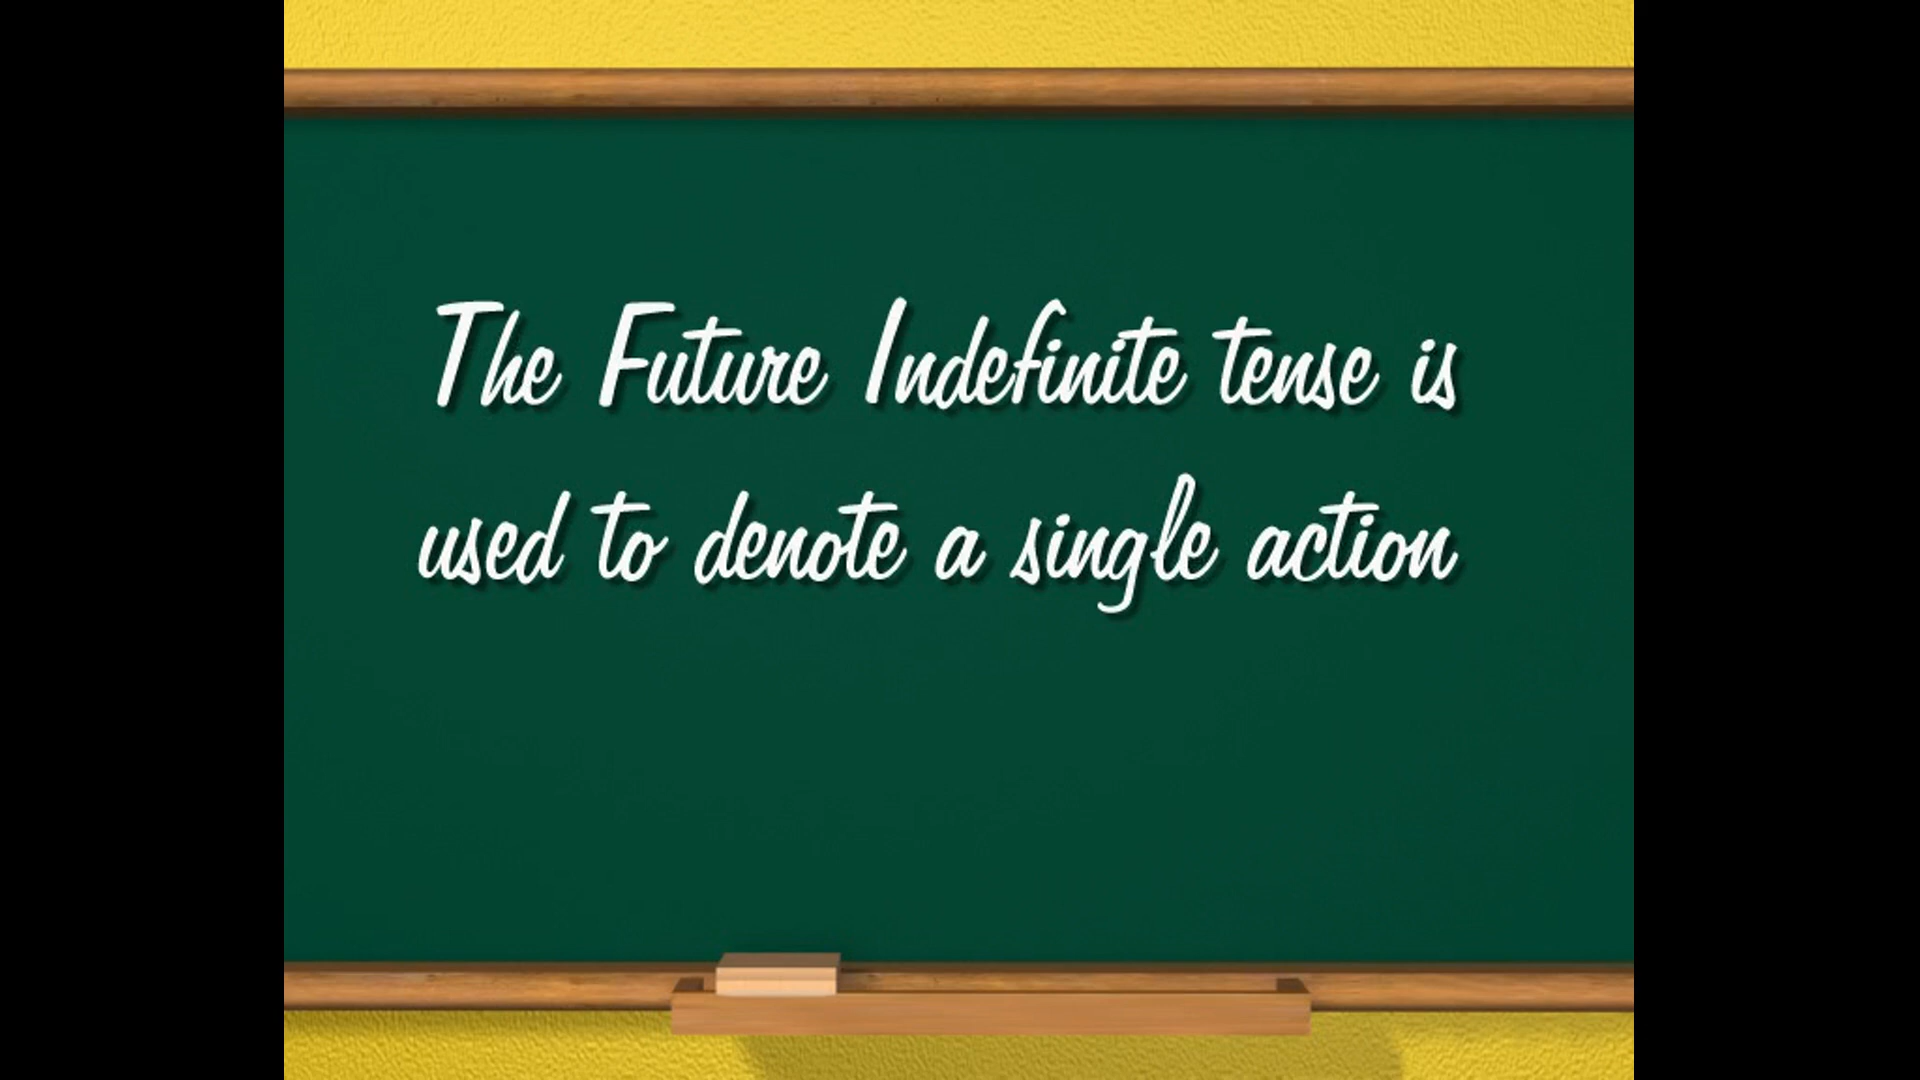 The Future Indefinite tense is
used to denote a single action